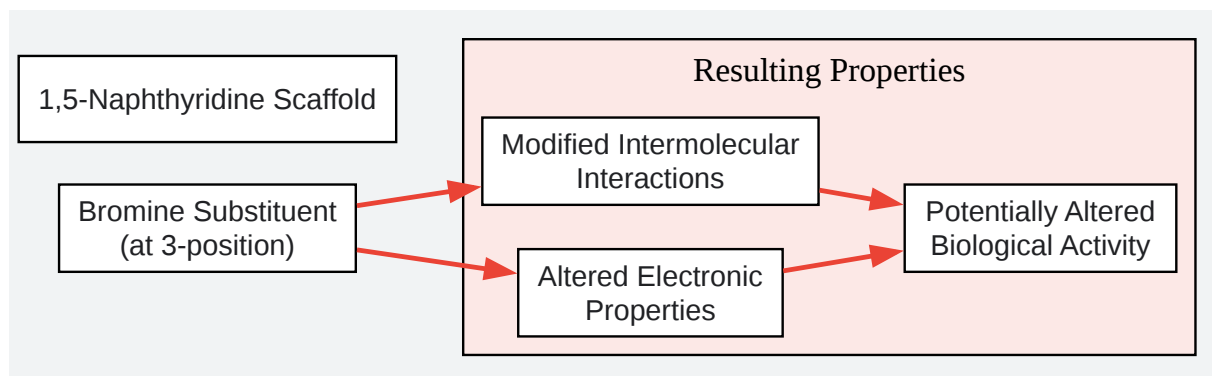 1,5-Naphthyridine Scaffold
Bromine Substituent
(at 3-position)
Resulting Properties
Modified Intermolecular
Interactions
Altered Electronic
Properties
Potentially Altered
Biological Activity